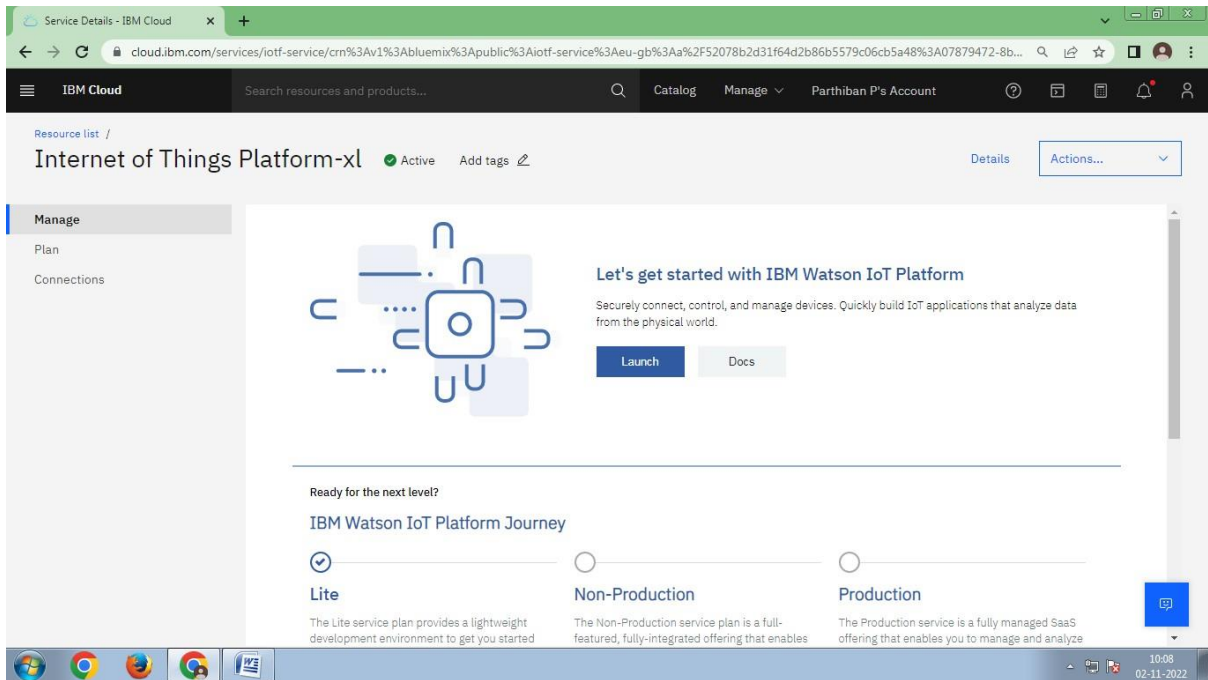 Service Details - IBM Cloud
cloud.ibm.com/services/iotf-service/crn%3Av1%3Abluemix%3Apublic%3Aiotf-service%3Aeu-gb%3Aa%2F52078b2d31f64d2b86b5579c06cb5a48%3A07879472-8b...
IBM Cloud
Search resources and products...
Catalog
Manage
Parthiban P's Account
Resource list /
Internet of Things Platform-xl
Active
Add tags
Details
Actions...
Manage
Plan
Connections
Let's get started with IBM Watson IoT Platform
Securely connect, control, and manage devices. Quickly build IoT applications that analyze data
from the physical world.
Launch
Docs
Ready for the next level?
IBM Watson IoT Platform Journey
Lite
The Lite service plan provides a lightweight
development environment to get you started
Non-Production
The Non-Production service plan is a full-
featured, fully-integrated offering that enables
Production
The Production service is a fully managed SaaS
offering that enables you to manage and analyze
10:08
02-11-2022